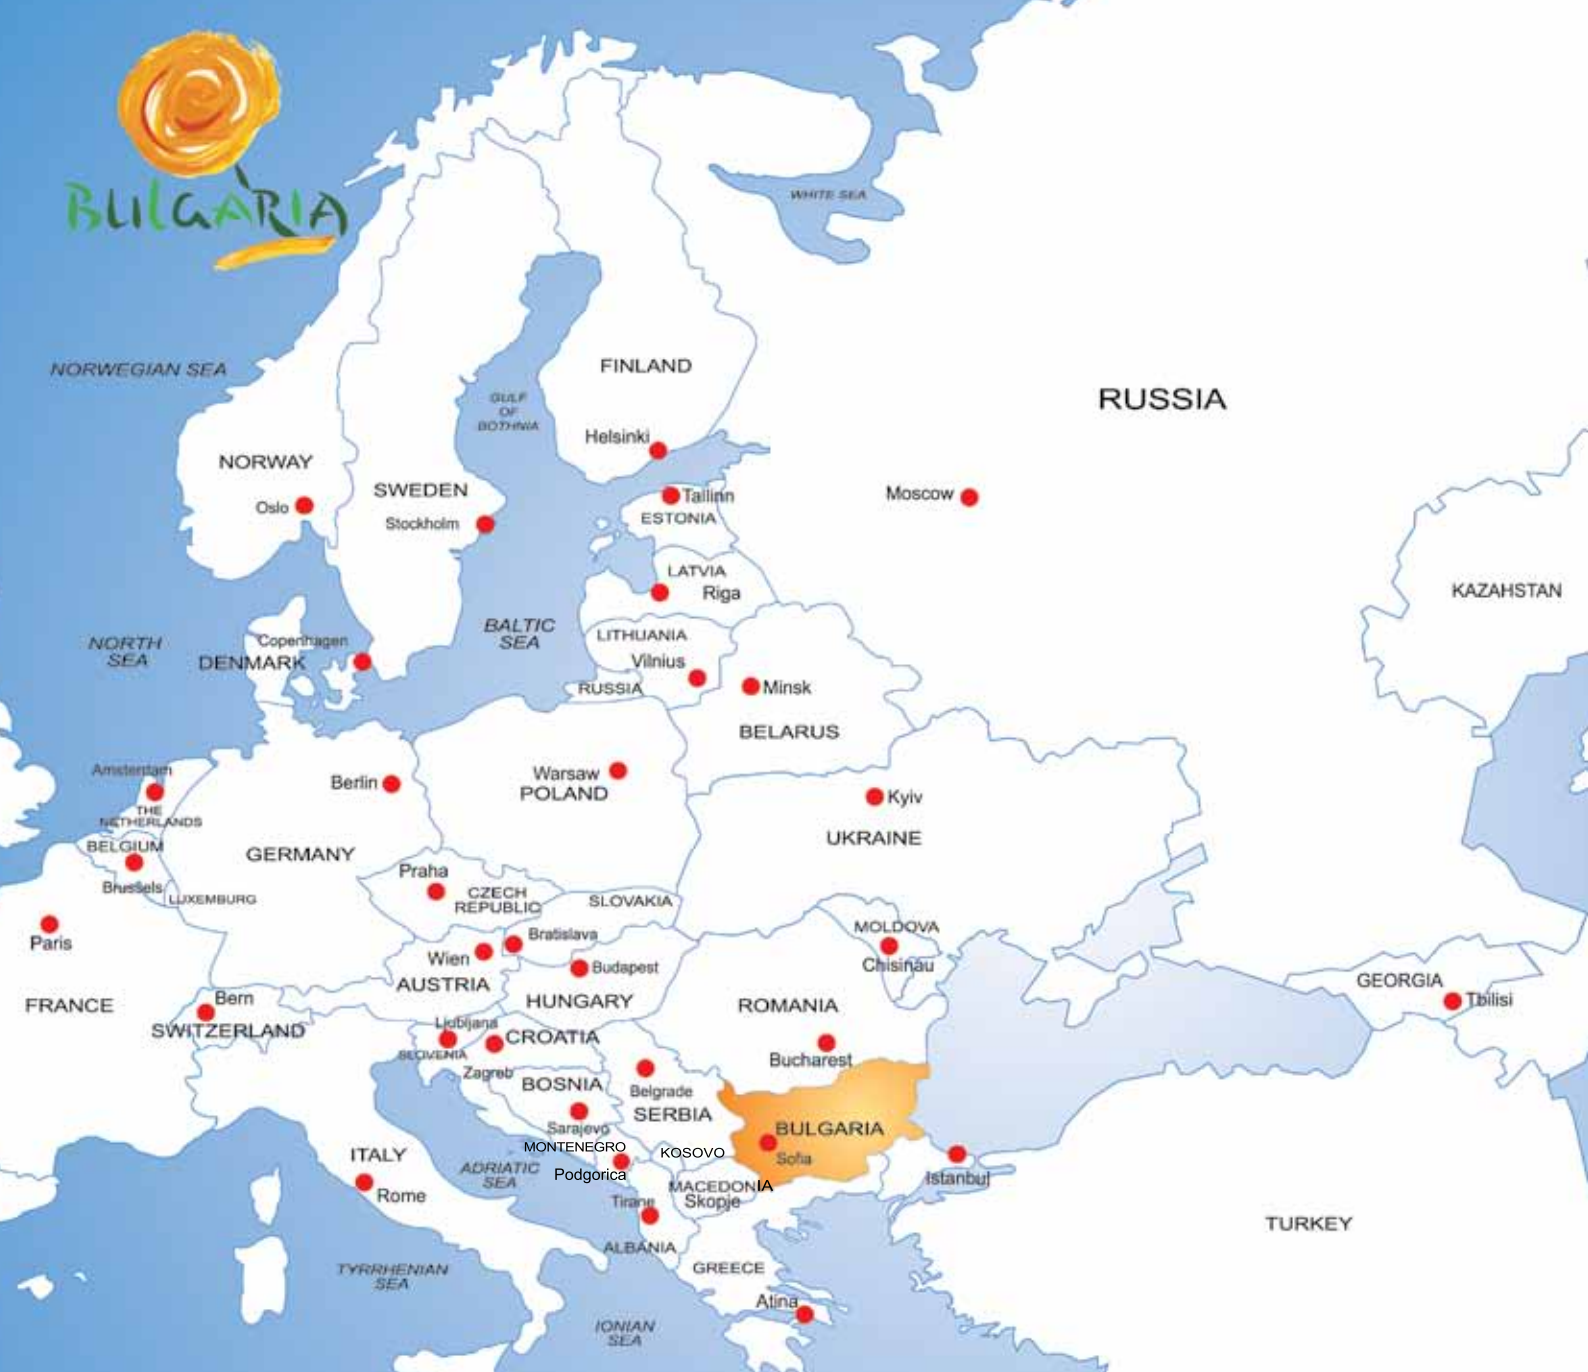 BULGARIA
WHITE SEA
NORWEGIAN SEA
FINLAND
RUSSIA
GULF
OF
BOTHNIA
Helsinki
NORWAY
SWEDEN
Moscow
Tallinn
Oslo
Stockholm
ESTONIA
LATVIA
Riga
KAZAHSTAN
BALTIC
SEA
LITHUANIA
NORTH
SEA
Copenhagen
DENMARK
Vilnius
RUSSIA
Minsk
BELARUS
Amsterdam
Berlin
Warsaw
POLAND
Kyiv
THE
NETHERLANDS
UKRAINE
BELGIUM
GERMANY
Praha
Brussels
LUXEMBURG
CZECH
REPUBLIC
SLOVAKIA
MOLDOVA
Paris
Bratislava
Wien
Budapest
Chisinau
AUSTRIA
GEORGIA
Tbilisi
FRANCE
Bern
HUNGARY
ROMANIA
SWITZERLAND
Ljubljana
CROATIA
SLOVENIA
Bucharest
Zagreb
BOSNIA
Belgrade
SERBIA
Sarajevo
BULGARIA
MONTENEGRO
KOSOVO
Sofia
ITALY
ADRIATIC
SEA
Podgorica
Istanbul
MACEDONIA
Rome
Tirane
Skopje
TURKEY
ALBANIA
TYRRHENIAN
SEA
GREECE
Atina
IONIAN
SEA